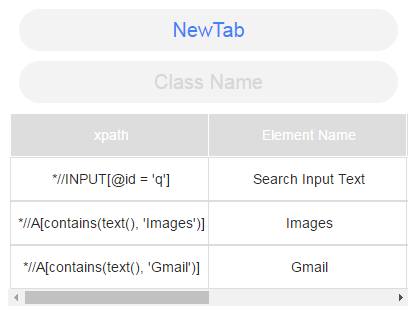 NewTab
Class Name
xpath Element Name
*//INPUT[@id = 'q'] Search Input Text
*//A[contains(text(), 'Images')] Images
*//A[contains(text(), 'Gmail')] Gmail